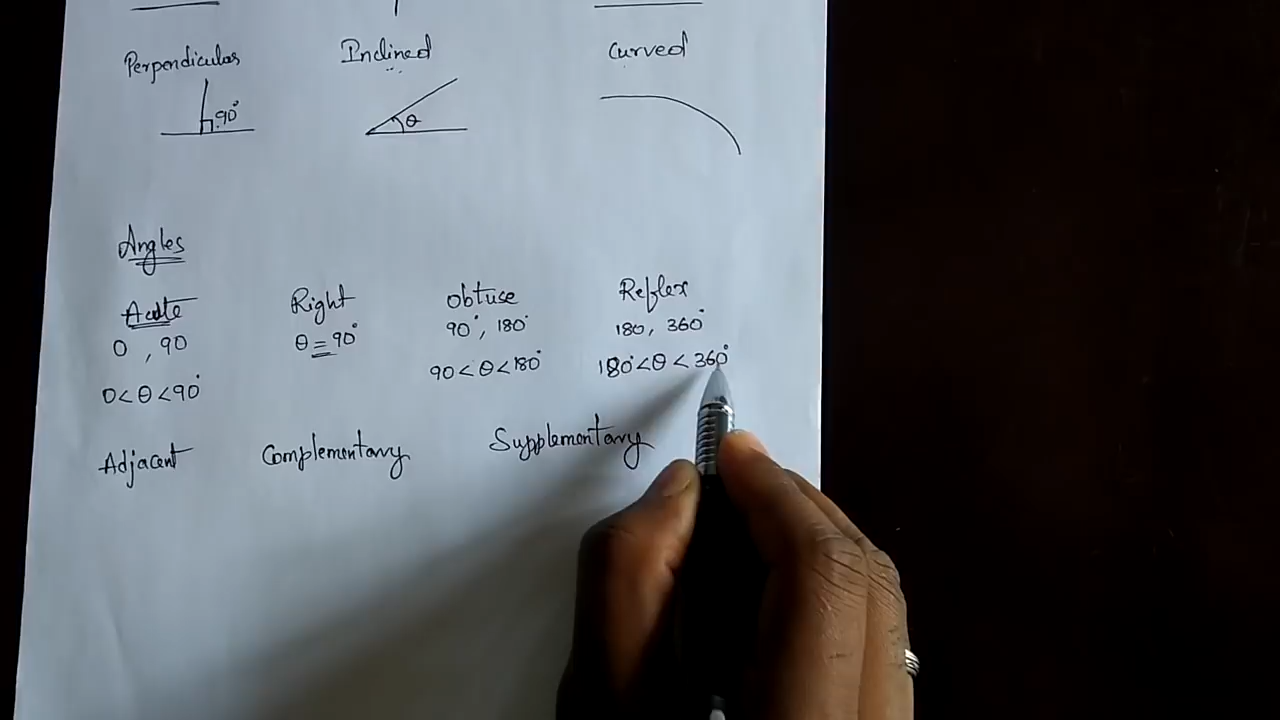 Perpendicular Inclined Curved
90° θ
Angles
Acute Right Obtuse Reflex
0 , 90 θ = 90° 90°, 180° 180, 360°
0 < θ < 90° 90 < θ < 180° 180° < θ < 360°
Adjacent Complementary Supplementary